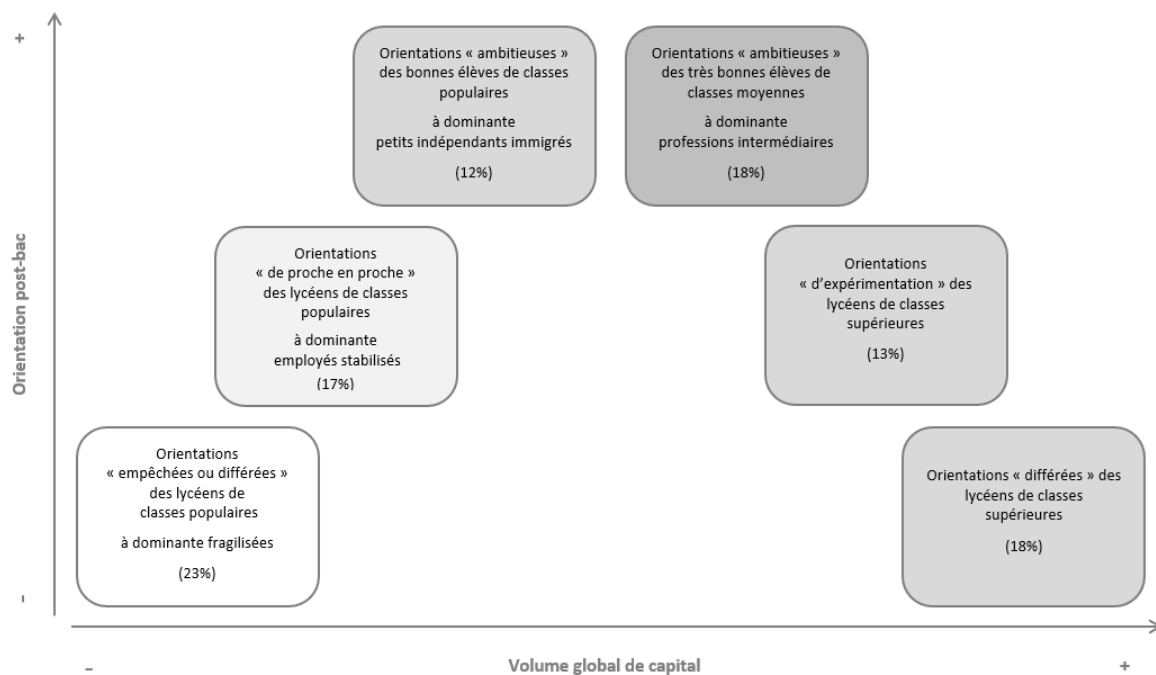 +
Orientation post-bac
-
Orientations « ambitieuses »
des bonnes élèves de classes
populaires
à dominante
petits indépendants immigrés
(12%)
Orientations « ambitieuses »
des très bonnes élèves de
classes moyennes
à dominante
professions intermédiaires
(18%)
Orientations
« de proche en proche »
des lycéens de classes
populaires
à dominante
employés stabilisés
(17%)
Orientations
« d’expérimentation » des
lycéens de classes
supérieures
(13%)
Orientations
« empêchées ou différées »
des lycéens de
classes populaires
à dominante fragilisées
(23%)
Orientations « différées » des
lycéens de classes
supérieures
(18%)
-
Volume global de capital
+